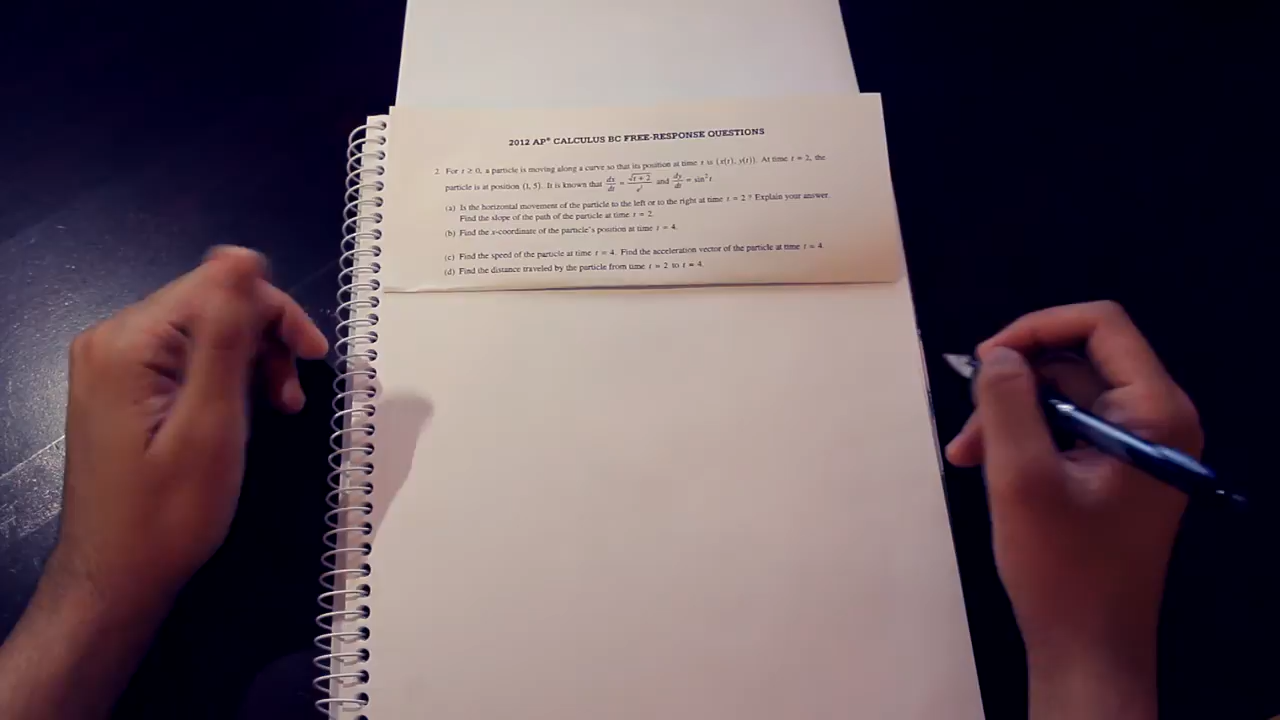 2012 AP® CALCULUS BC FREE-RESPONSE QUESTIONS
2. For t ≥ 0, a particle is moving along a curve so that its position at time t is (x(t), y(t)). At time t = 2, the
particle is at position (1, 5). It is known that dx/dt = √(t + 2)/e^t and dy/dt = sin² t.
(a) Is the horizontal movement of the particle to the left or to the right at time t = 2 ? Explain your answer.
Find the slope of the path of the particle at time t = 2.
(b) Find the x-coordinate of the particle's position at time t = 4.
(c) Find the speed of the particle at time t = 4. Find the acceleration vector of the particle at time t = 4.
(d) Find the distance traveled by the particle from time t = 2 to t = 4.